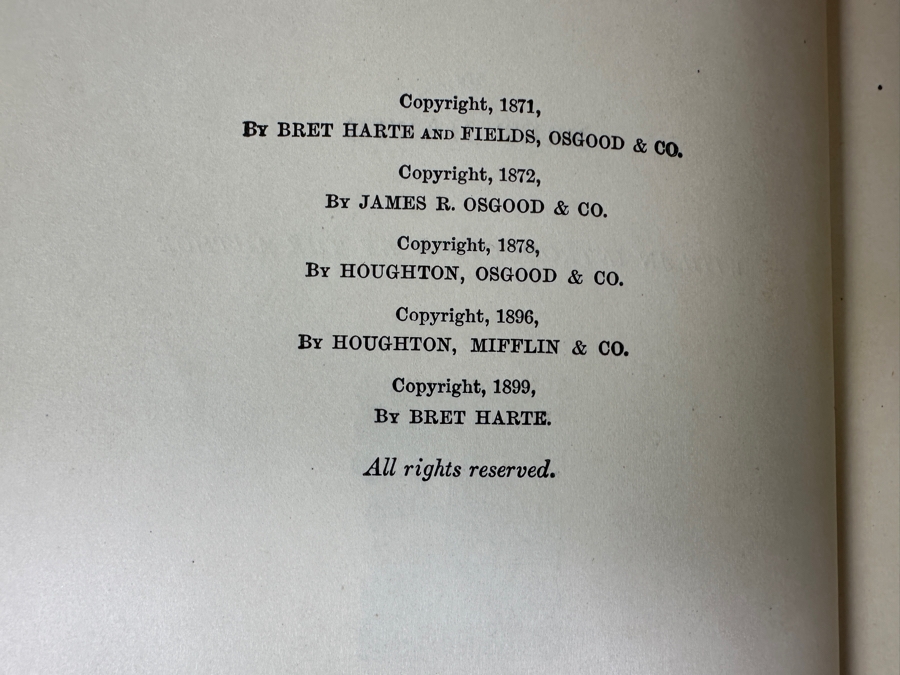 Copyright, 1871,
By BRET HARTE AND FIELDS, OSGOOD & CO.
Copyright, 1872,
By JAMES R. OSGOOD & CO.
Copyright, 1878,
By HOUGHTON, OSGOOD & CO.
Copyright, 1896,
By HOUGHTON, MIFFLIN & CO.
Copyright, 1899,
By BRET HARTE.
All rights reserved.